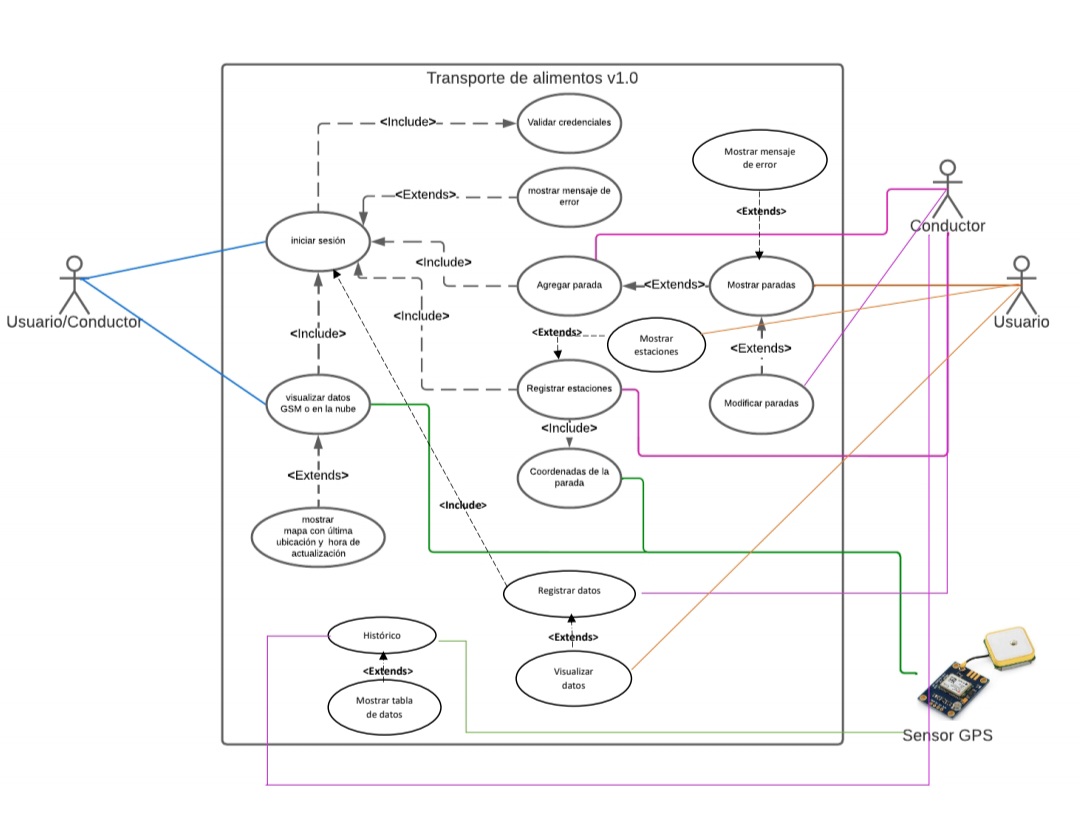 Transporte de alimentos v1.0
<Include>
Validar credenciales
Mostrar mensaje
de error
<Extends>
mostrar mensaje de
error
<Extends>
Conductor
iniciar sesión
<Include>
Agregar parada
<Extends>
Mostrar paradas
Usuario/Conductor
Usuario
<Include>
<Include>
<Extends>
Mostrar
estaciones
<Extends>
visualizar datos
GSM o en la nube
Registrar estaciones
Modificar paradas
<Include>
Coordenadas de la
parada
<Extends>
<Include>
mostrar
mapa con última
ubicación y hora de
actualización
Registrar datos
<Extends>
Histórico
<Extends>
Visualizar
datos
Mostrar tabla
de datos
Sensor GPS